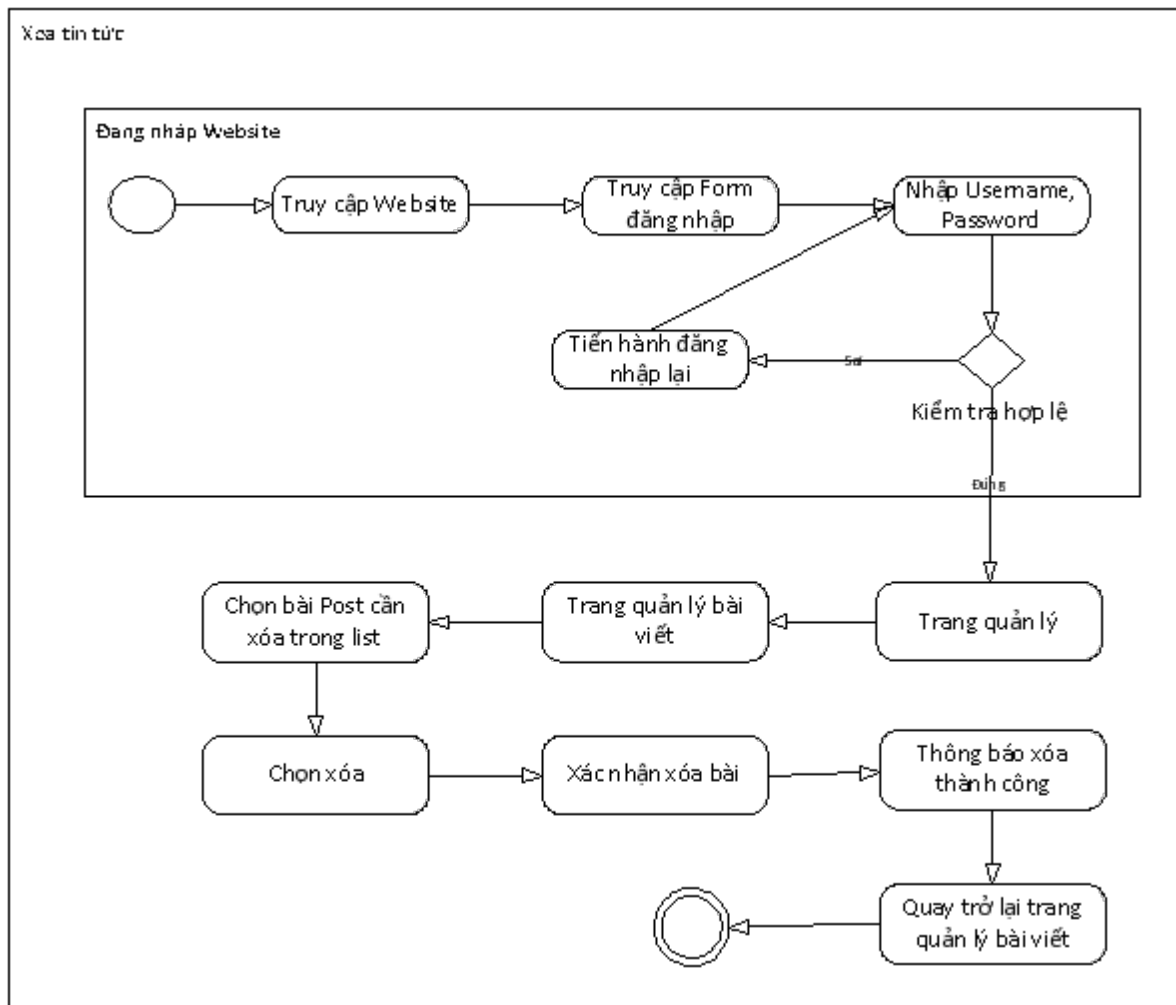 Xoa tin tức
Đang nháp Website
Truy cập Website
Truy cập Form
đăng nhập
Nhập Username,
Password
Tiến hành đăng
nhập lại
Sai
Kiểm tra hợp lệ
Đúng
Chọn bài Post cần
xóa trong list
Trang quản lý bài
viết
Trang quản lý
Chọn xóa
Xác nhận xóa bài
Thông báo xóa
thành công
Quay trở lại trang
quản lý bài viết